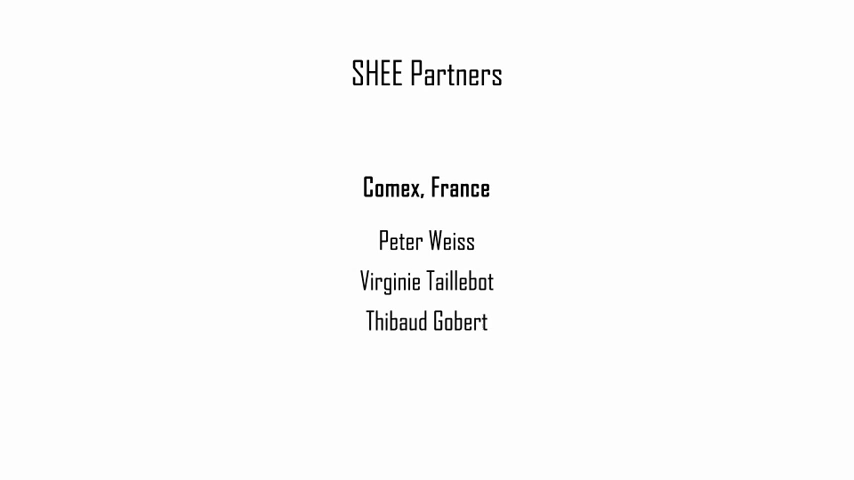 SHEE Partners
Comex, France
Peter Weiss
Virginie Taillebot
Thibaud Gobert